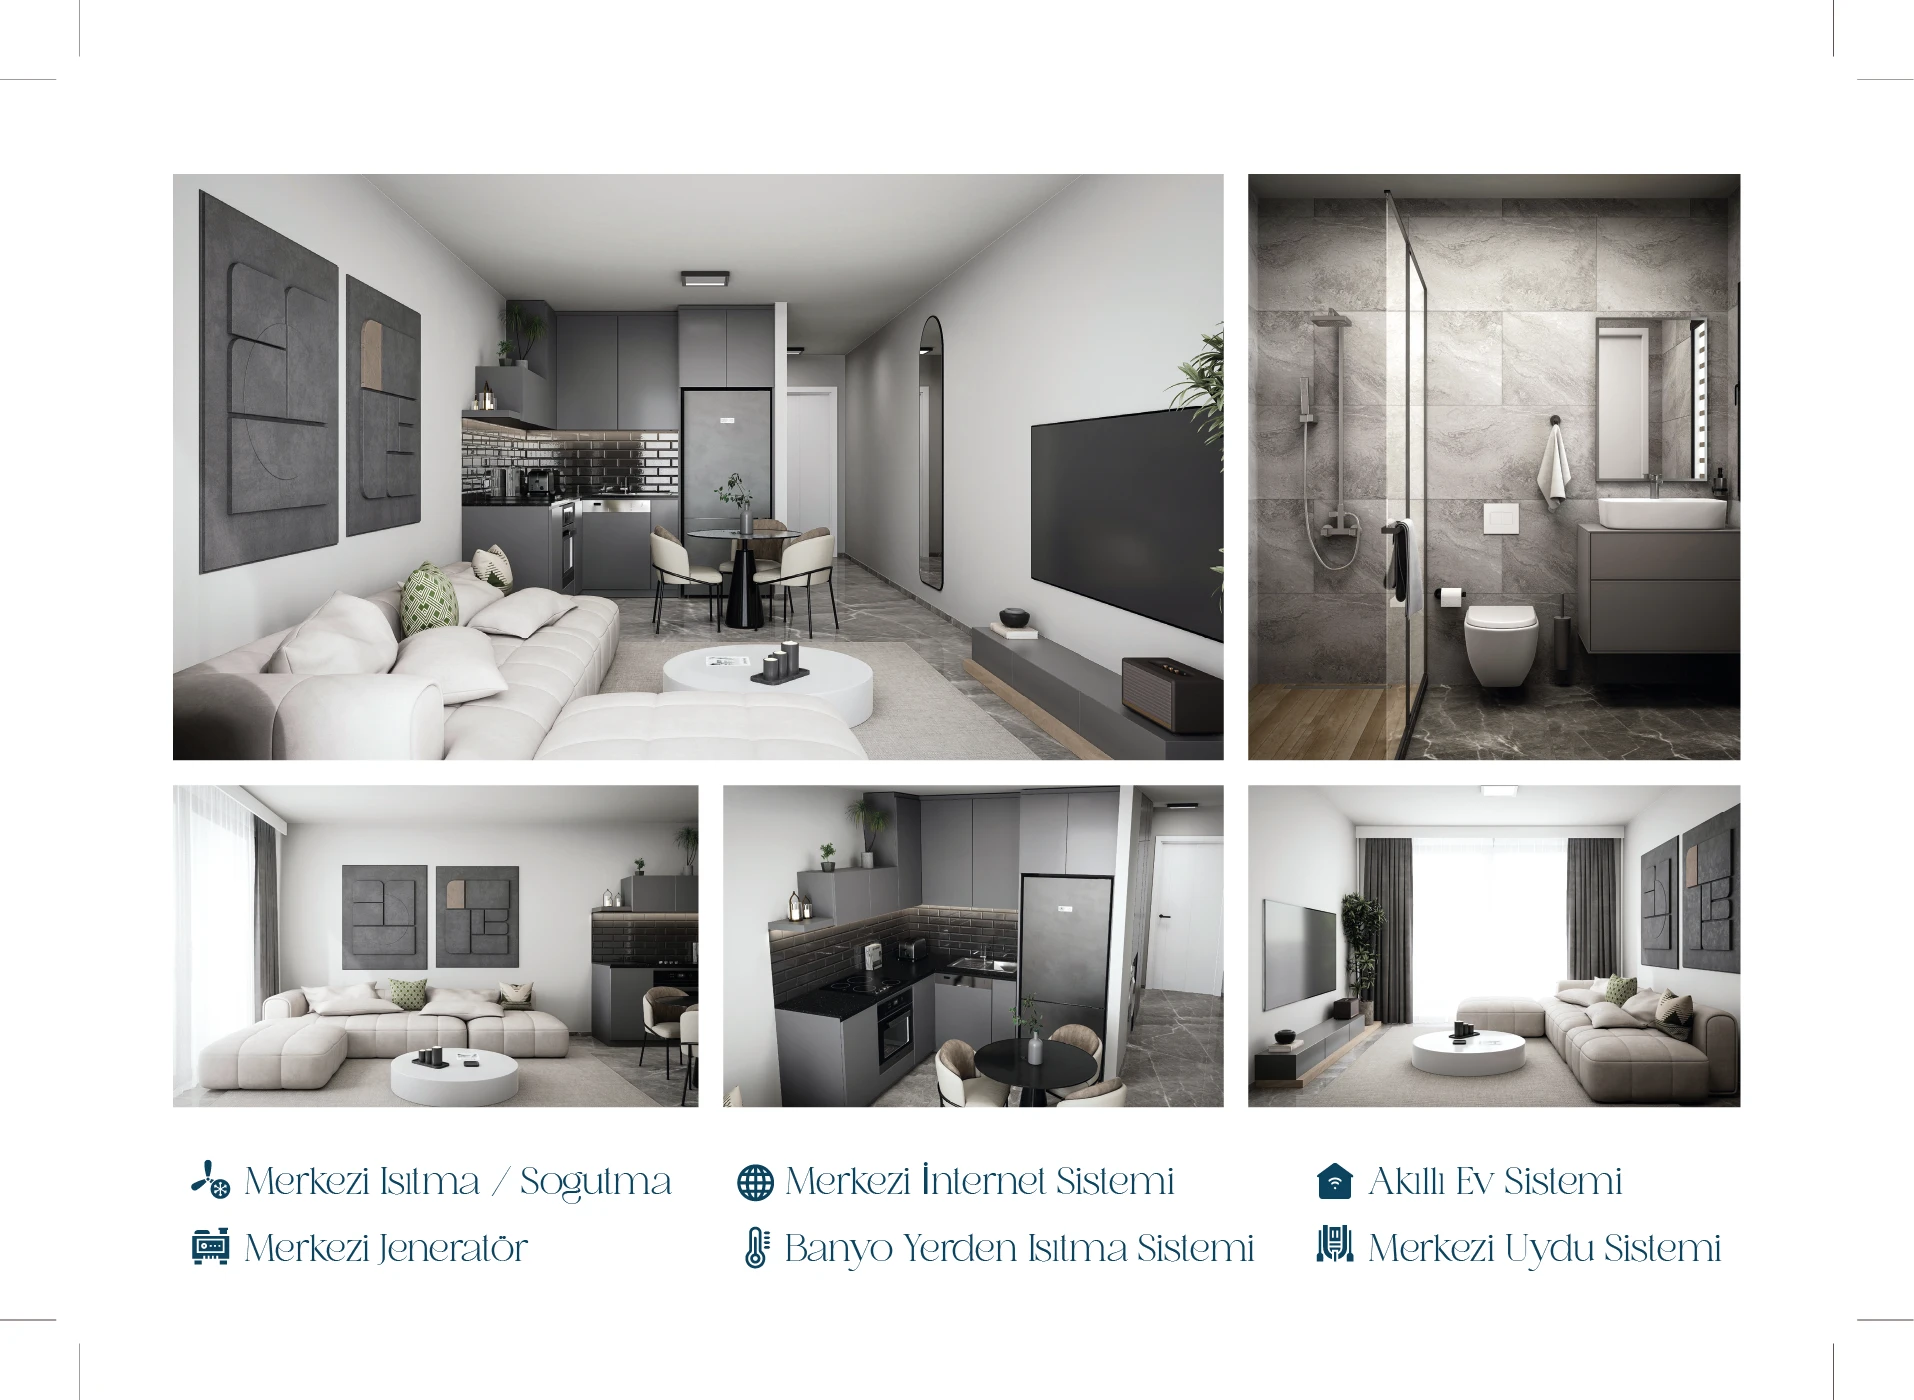 Merkezi Isıtma / Sogutma
Merkezi İnternet Sistemi
Akıllı Ev Sistemi
Merkezi Jeneratör
Banyo Yerden Isıtma Sistemi
Merkezi Uydu Sistemi